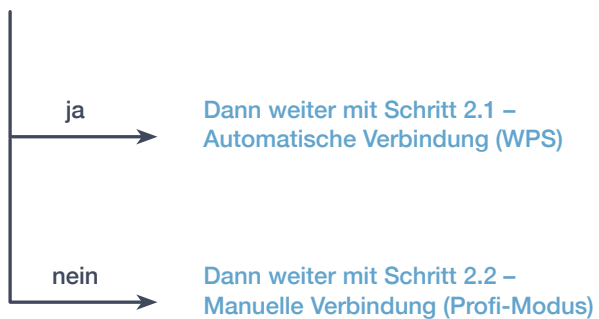 ja
Dann weiter mit Schritt 2.1 –
Automatische Verbindung (WPS)
nein
Dann weiter mit Schritt 2.2 –
Manuelle Verbindung (Profi-Modus)